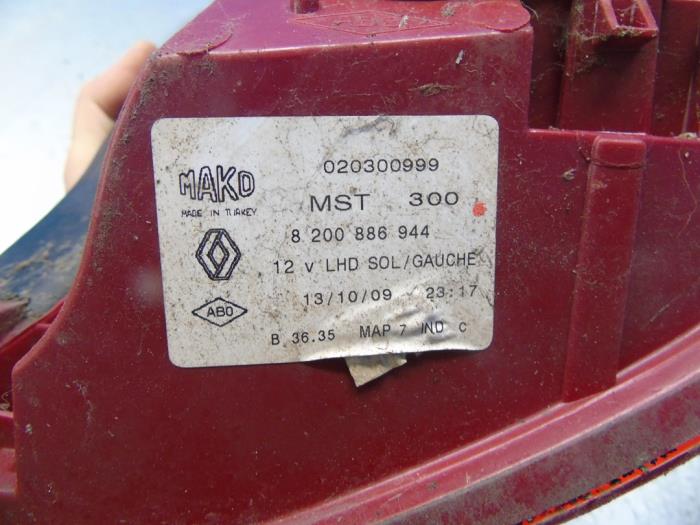 MAKO
MADE IN TURKEY
ABO
020300999
MST 300
8 200 886 944
12 v LHD SOL/GAUCHE
13/10/09 23:17
B 36.35 MAP 7 IND C